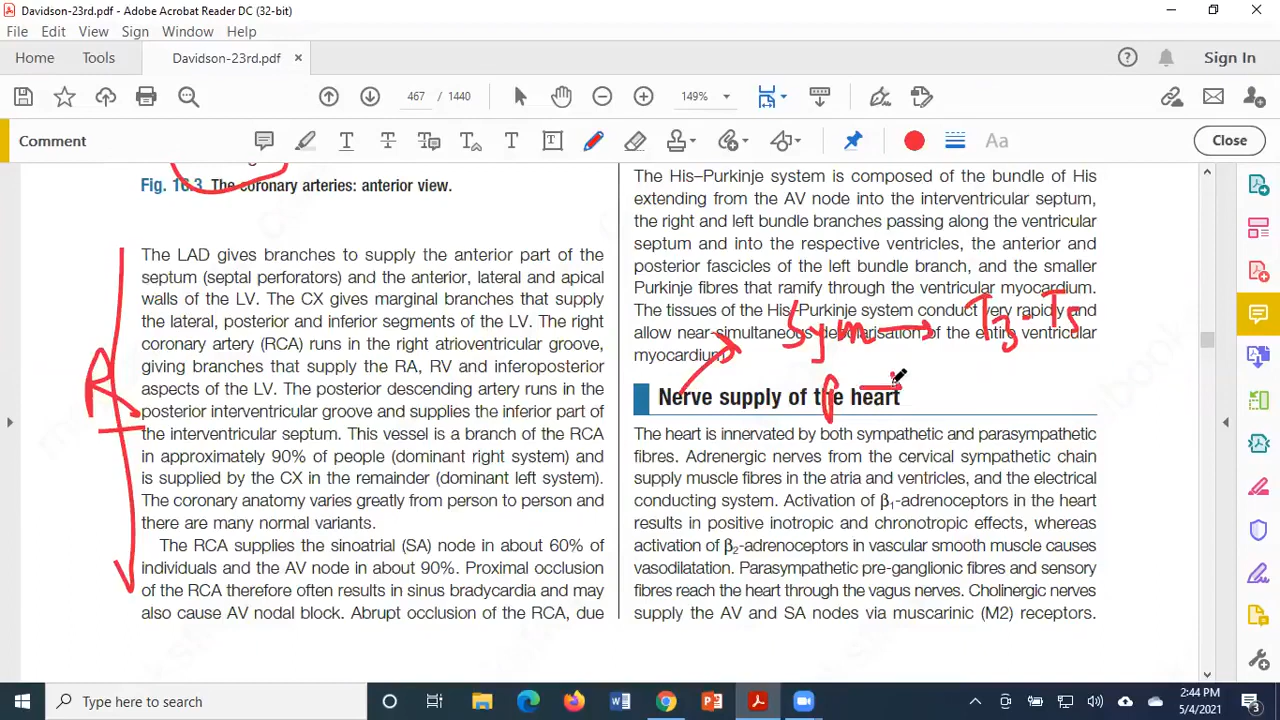 Davidson-23rd.pdf - Adobe Acrobat Reader DC (32-bit)
File Edit View Sign Window Help
Home Tools Davidson-23rd.pdf × Sign In
467 / 1440 149%
Comment Close
Fig. 16.3 The coronary arteries: anterior view.
The LAD gives branches to supply the anterior part of the
septum (septal perforators) and the anterior, lateral and apical
walls of the LV. The CX gives marginal branches that supply
the lateral, posterior and inferior segments of the LV. The right
coronary artery (RCA) runs in the right atrioventricular groove,
giving branches that supply the RA, RV and inferoposterior
aspects of the LV. The posterior descending artery runs in the
posterior interventricular groove and supplies the inferior part of
the interventricular septum. This vessel is a branch of the RCA
in approximately 90% of people (dominant right system) and
is supplied by the CX in the remainder (dominant left system).
The coronary anatomy varies greatly from person to person and
there are many normal variants.
The RCA supplies the sinoatrial (SA) node in about 60% of
individuals and the AV node in about 90%. Proximal occlusion
of the RCA therefore often results in sinus bradycardia and may
also cause AV nodal block. Abrupt occlusion of the RCA, due
The His–Purkinje system is composed of the bundle of His
extending from the AV node into the interventricular septum,
the right and left bundle branches passing along the ventricular
septum and into the respective ventricles, the anterior and
posterior fascicles of the left bundle branch, and the smaller
Purkinje fibres that ramify through the ventricular myocardium.
The tissues of the His–Purkinje system conduct very rapidly and
allow near-simultaneous depolarisation of the entire ventricular
myocardium.
Sym → T3 - T5
P
Nerve supply of the heart
The heart is innervated by both sympathetic and parasympathetic
fibres. Adrenergic nerves from the cervical sympathetic chain
supply muscle fibres in the atria and ventricles, and the electrical
conducting system. Activation of β1-adrenoceptors in the heart
results in positive inotropic and chronotropic effects, whereas
activation of β2-adrenoceptors in vascular smooth muscle causes
vasodilatation. Parasympathetic pre-ganglionic fibres and sensory
fibres reach the heart through the vagus nerves. Cholinergic nerves
supply the AV and SA nodes via muscarinic (M2) receptors.
Type here to search
2:44 PM
5/4/2021